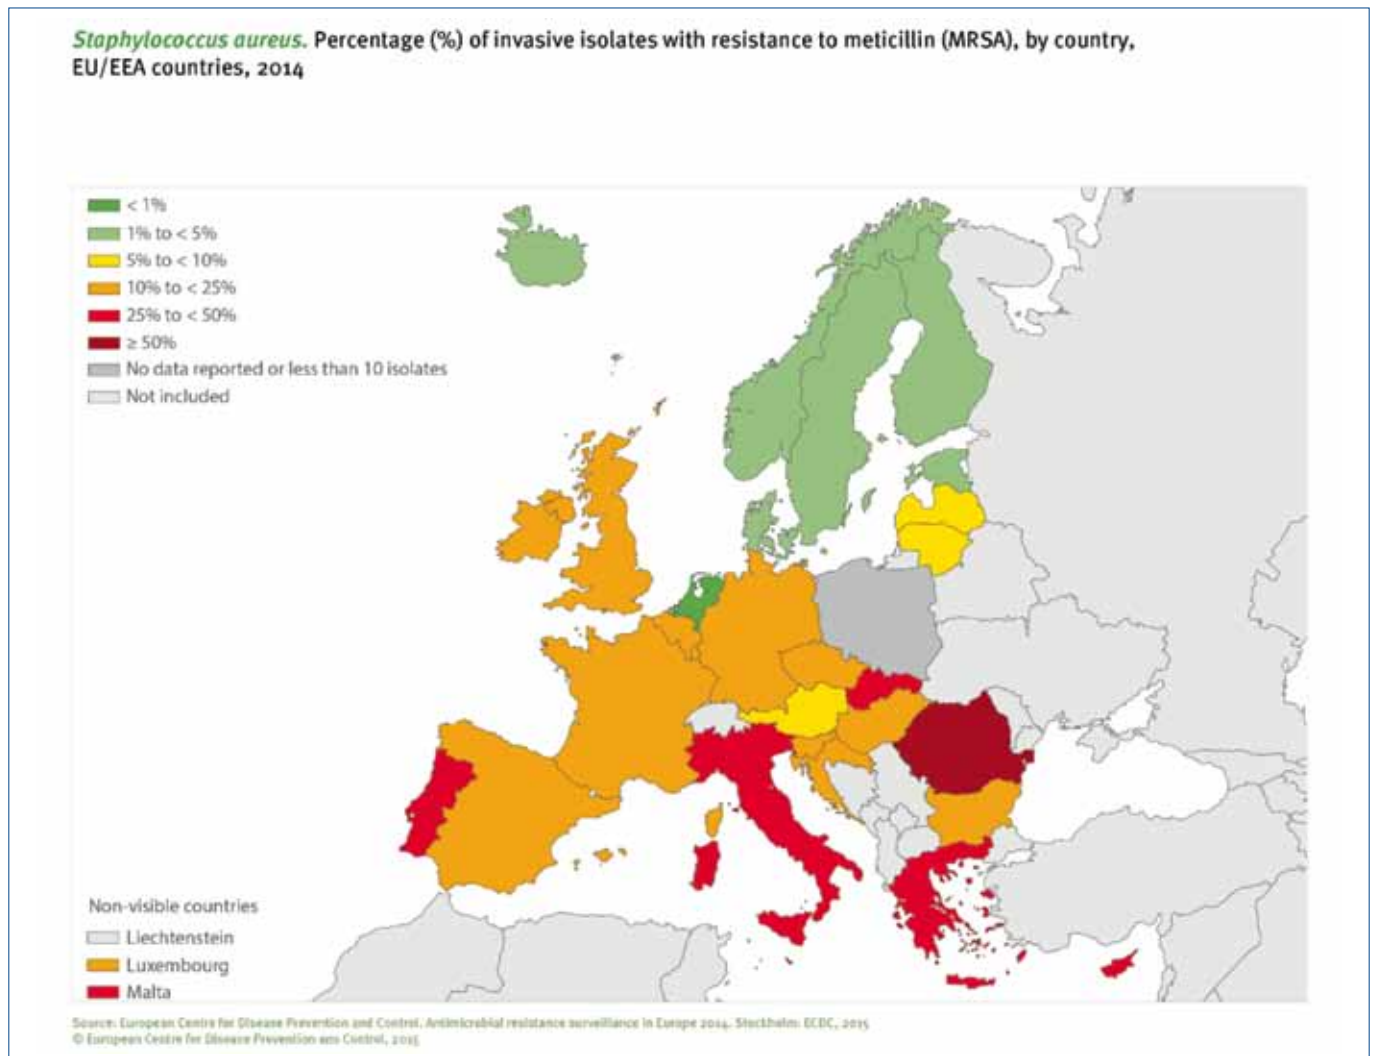 Staphylococcus aureus. Percentage (%) of invasive isolates with resistance to meticillin (MRSA), by country,
EU/EEA countries, 2014
< 1%
1% to < 5%
5% to < 10%
10% to < 25%
25% to < 50%
≥ 50%
No data reported or less than 10 isolates
Not included
Non-visible countries
Liechtenstein
Luxembourg
Malta
Source: European Centre for Disease Prevention and Control. Antimicrobial resistance surveillance in Europe 2014. Stockholm: ECDC, 2015
© European Centre for Disease Prevention and Control, 2015